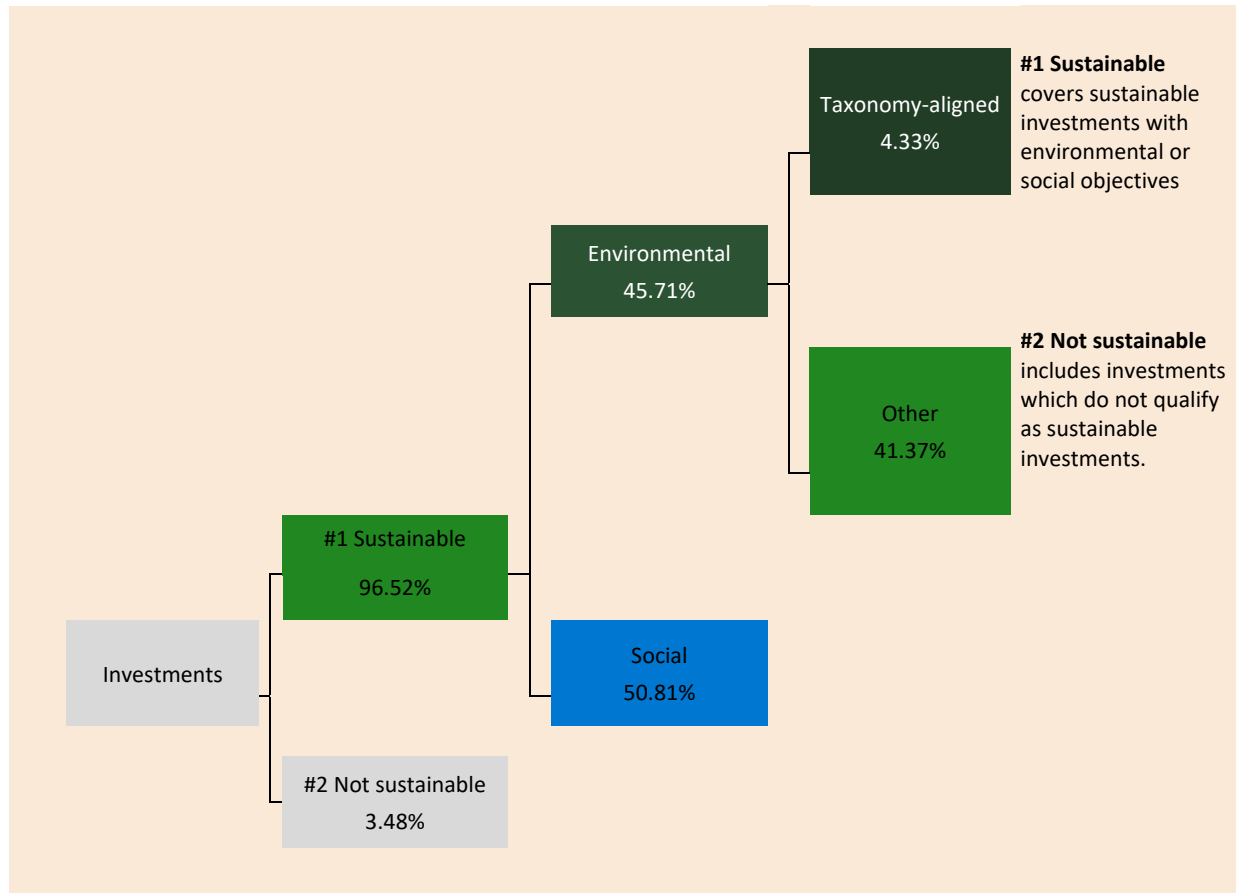 Taxonomy-aligned
4.33%
#1 Sustainable
covers sustainable
investments with
environmental or
social objectives
Environmental
45.71%
Other
41.37%
#2 Not sustainable
includes investments
which do not qualify
as sustainable
investments.
#1 Sustainable
96.52%
Investments
Social
50.81%
#2 Not sustainable
3.48%